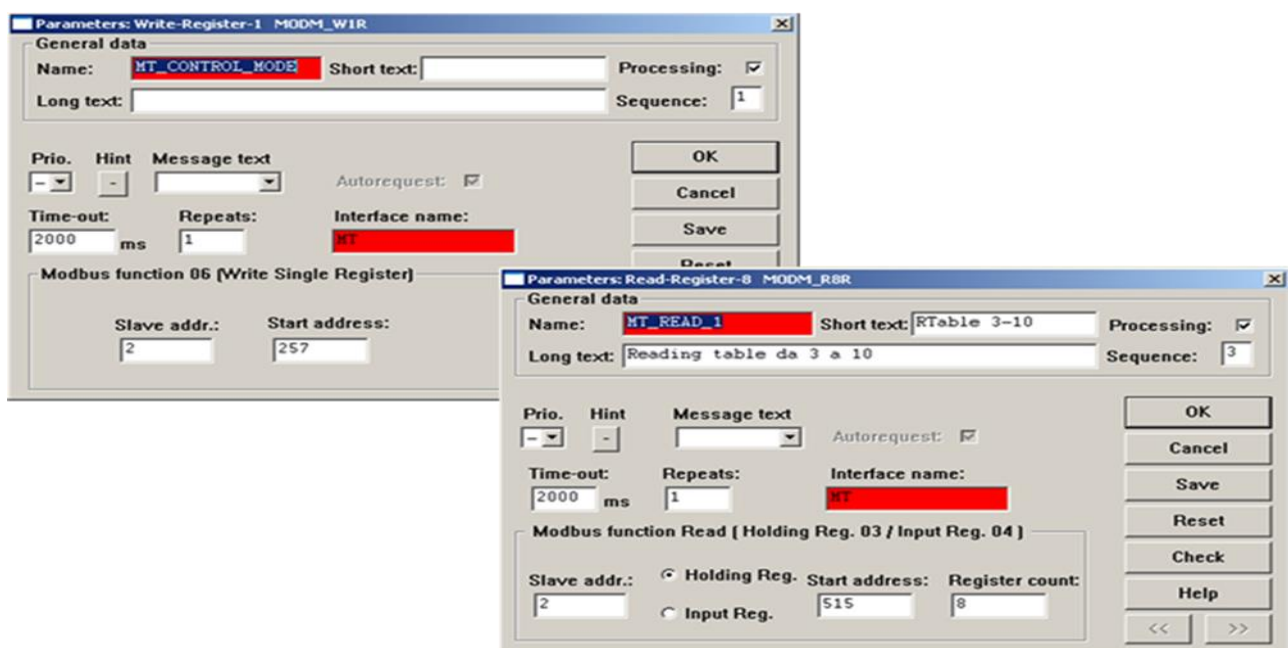 Parameters: Write-Register-1 MODM_W1R
General data
Name: MT_CONTROL_MODE Short text: Processing:
Long text: Sequence: 1
Prio. Hint Message text
- - Autorequest:
Time-out: Repeats: Interface name:
2000 ms 1 MT
Modbus function 06 (Write Single Register)
Slave addr.: Start address:
2 257
OK
Cancel
Save
Reset
Parameters: Read-Register-8 MODM_R8R
General data
Name: MT_READ_1 Short text: RTable 3-10 Processing:
Long text: Reading table da 3 a 10 Sequence: 3
Prio. Hint Message text
- - Autorequest:
Time-out: Repeats: Interface name:
2000 ms 1 MT
Modbus function Read ( Holding Reg. 03 / Input Reg. 04 )
Slave addr.: Holding Reg. Start address: Register count:
2 Input Reg. 515 8
OK
Cancel
Save
Reset
Check
Help
<< >>